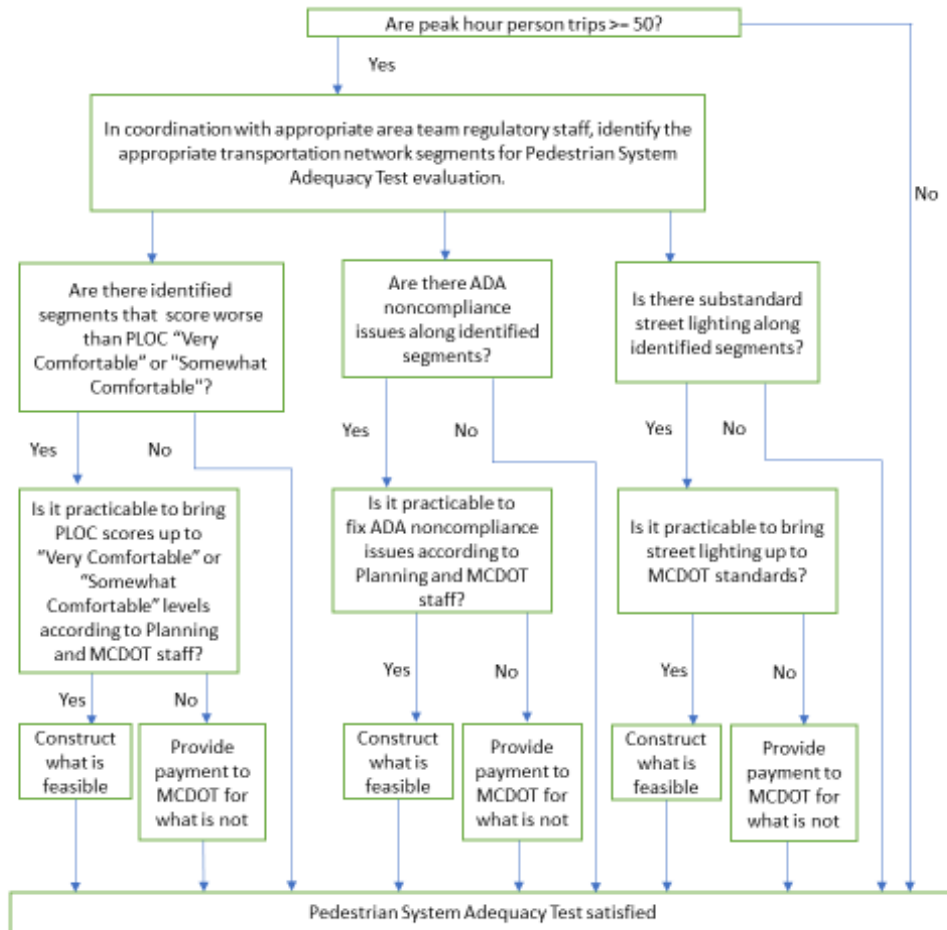 Are peak hour person trips >= 50?
Yes
No
In coordination with appropriate area team regulatory staff, identify the
appropriate transportation network segments for Pedestrian System
Adequacy Test evaluation.
Are there identified
segments that score worse
than PLOC “Very
Comfortable” or "Somewhat
Comfortable"?
Yes
No
Is it practicable to bring
PLOC scores up to
“Very Comfortable” or
“Somewhat
Comfortable” levels
according to Planning
and MCDOT staff?
Yes
No
Construct
what is
feasible
Provide
payment to
MCDOT for
what is not
Are there ADA
noncompliance
issues along identified
segments?
Yes
No
Is it practicable to
fix ADA noncompliance
issues according to
Planning and MCDOT
staff?
Yes
No
Construct
what is
feasible
Provide
payment to
MCDOT for
what is not
Is there substandard
street lighting along
identified segments?
Yes
No
Is it practicable to bring
street lighting up to
MCDOT standards?
Yes
No
Construct
what is
feasible
Provide
payment to
MCDOT for
what is not
Pedestrian System Adequacy Test satisfied